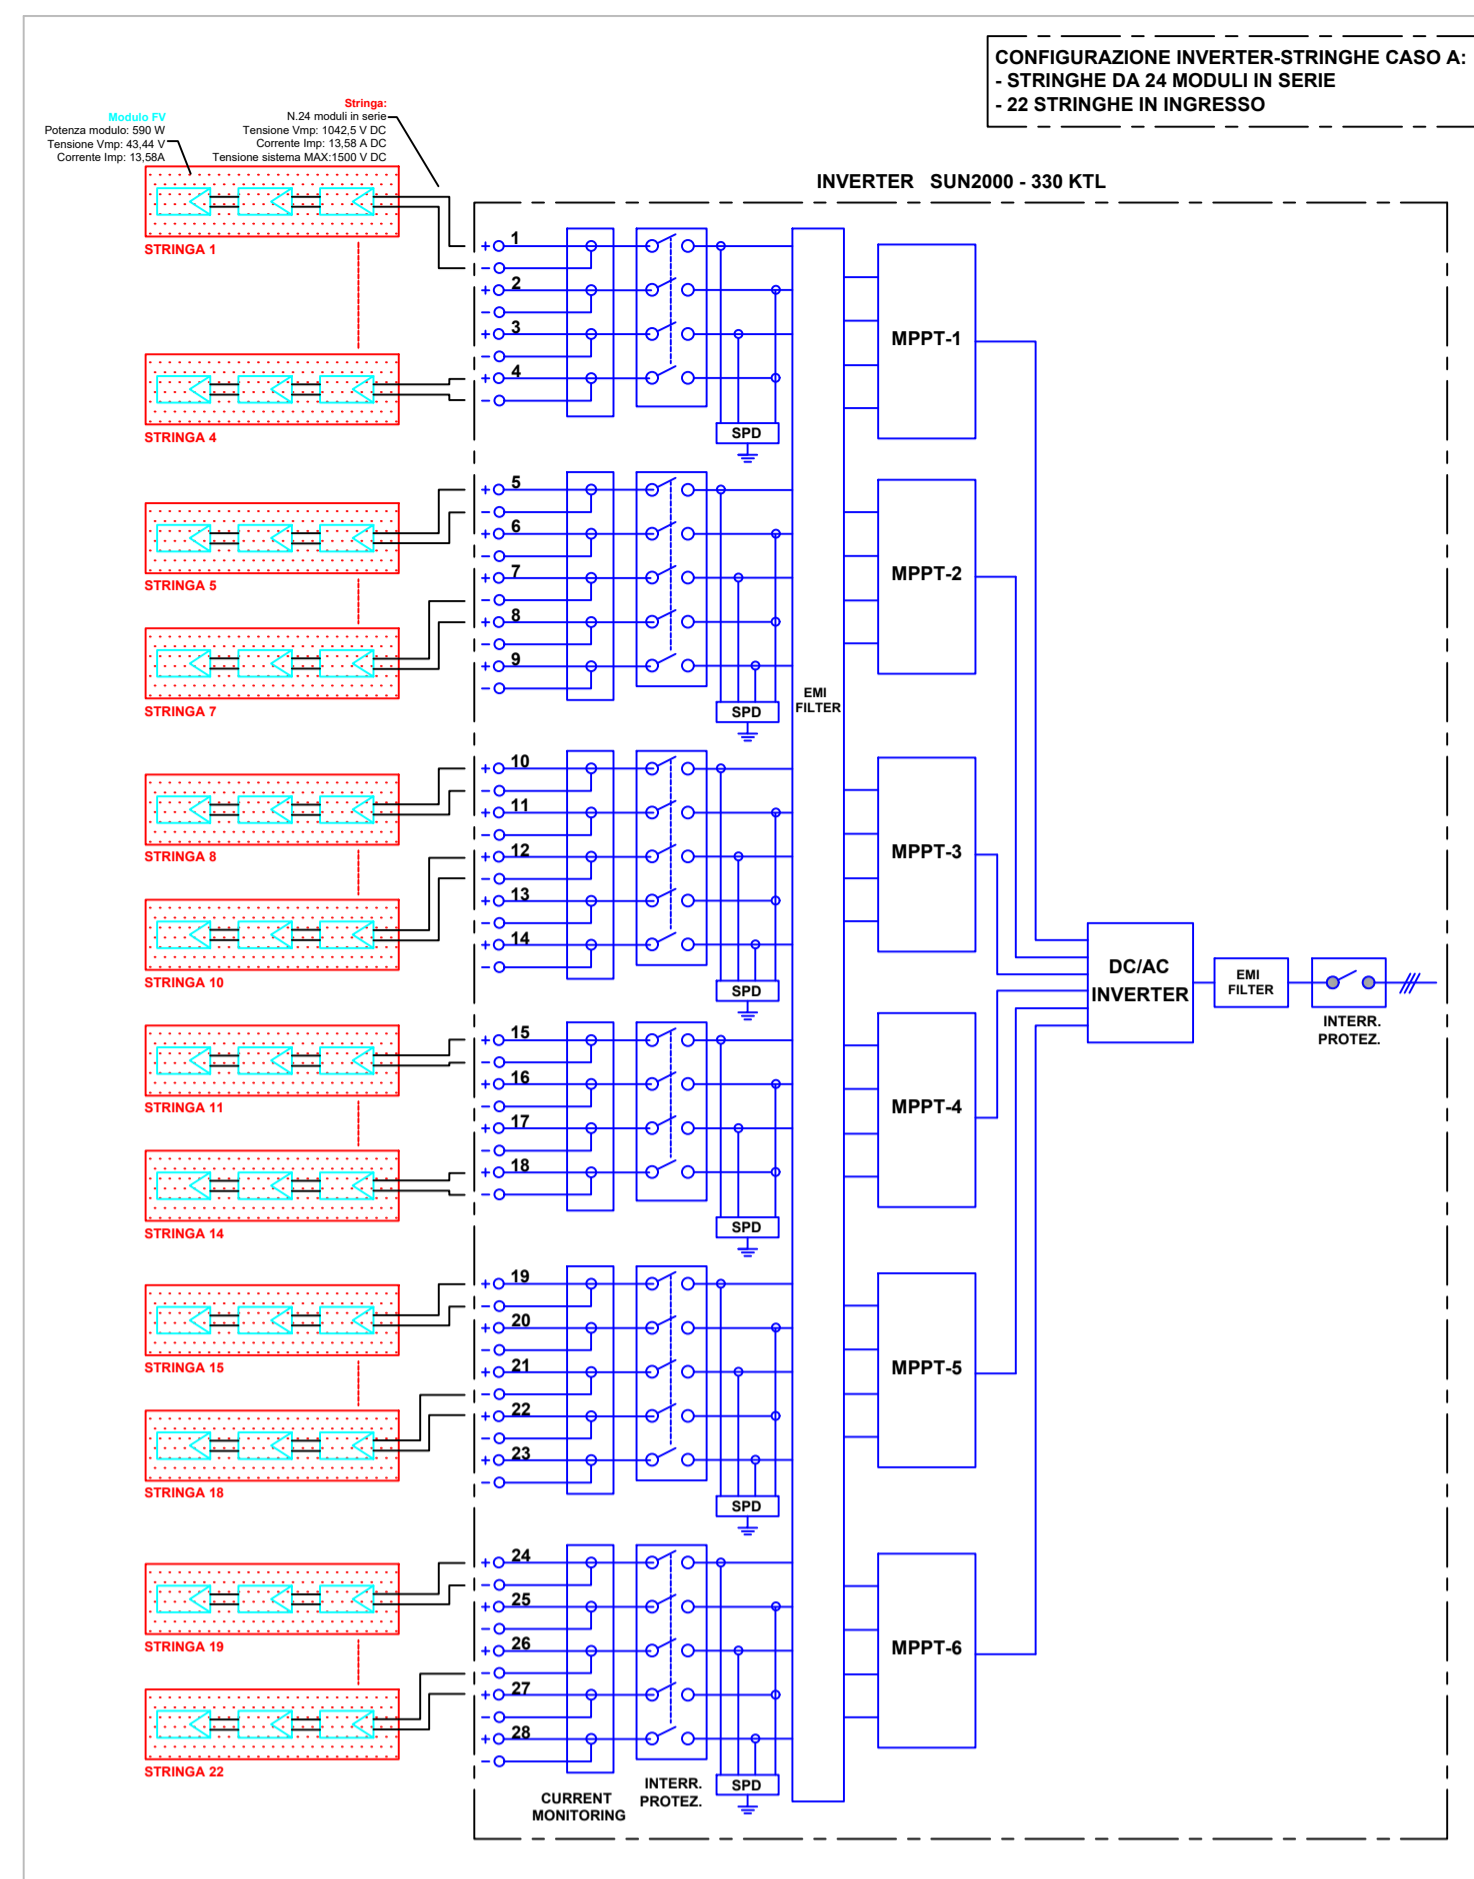 CONFIGURAZIONE INVERTER-STRINGHE CASO A:
- STRINGHE DA 24 MODULI IN SERIE
- 22 STRINGHE IN INGRESSO
Modulo FV
Potenza modulo: 590 W
Tensione Vmp: 43,44 V
Corrente Imp: 13,58A
Stringa:
N.24 moduli in serie
Tensione Vmp: 1042,5 V DC
Corrente Imp: 13,58 A DC
Tensione sistema MAX:1500 V DC
INVERTER SUN2000 - 330 KTL
STRINGA 1
STRINGA 4
STRINGA 5
STRINGA 7
STRINGA 8
STRINGA 10
STRINGA 11
STRINGA 14
STRINGA 15
STRINGA 18
STRINGA 19
STRINGA 22
+ 1
-
+ 2
-
+ 3
-
+ 4
-
SPD
+ 5
-
+ 6
-
+ 7
-
+ 8
-
+ 9
-
SPD
+ 10
-
+ 11
-
+ 12
-
+ 13
-
+ 14
-
SPD
+ 15
-
+ 16
-
+ 17
-
+ 18
-
SPD
+ 19
-
+ 20
-
+ 21
-
+ 22
-
+ 23
-
SPD
+ 24
-
+ 25
-
+ 26
-
+ 27
-
+ 28
-
SPD
CURRENT
MONITORING
INTERR.
PROTEZ.
EMI
FILTER
MPPT-1
MPPT-2
MPPT-3
MPPT-4
MPPT-5
MPPT-6
DC/AC
INVERTER
EMI
FILTER
INTERR.
PROTEZ.